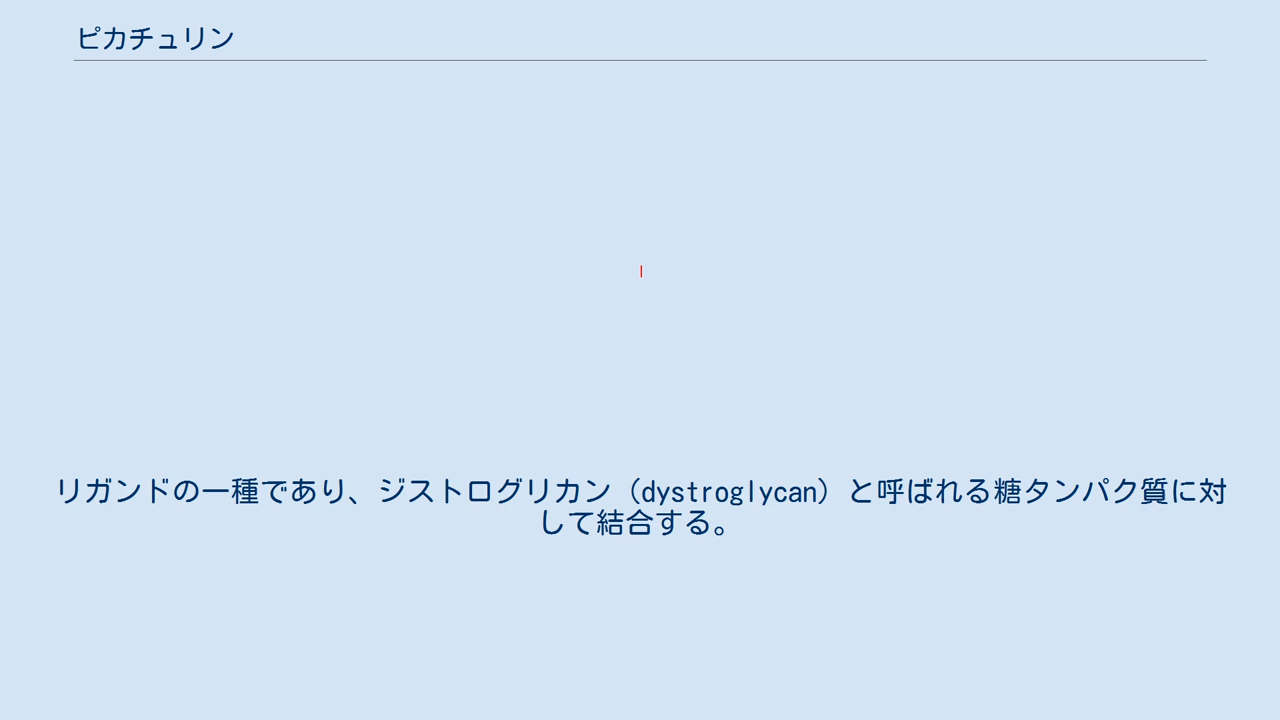 ピカチュリン
リガンドの一種であり、ジストログリカン（dystroglycan）と呼ばれる糖タンパク質に対
して結合する。